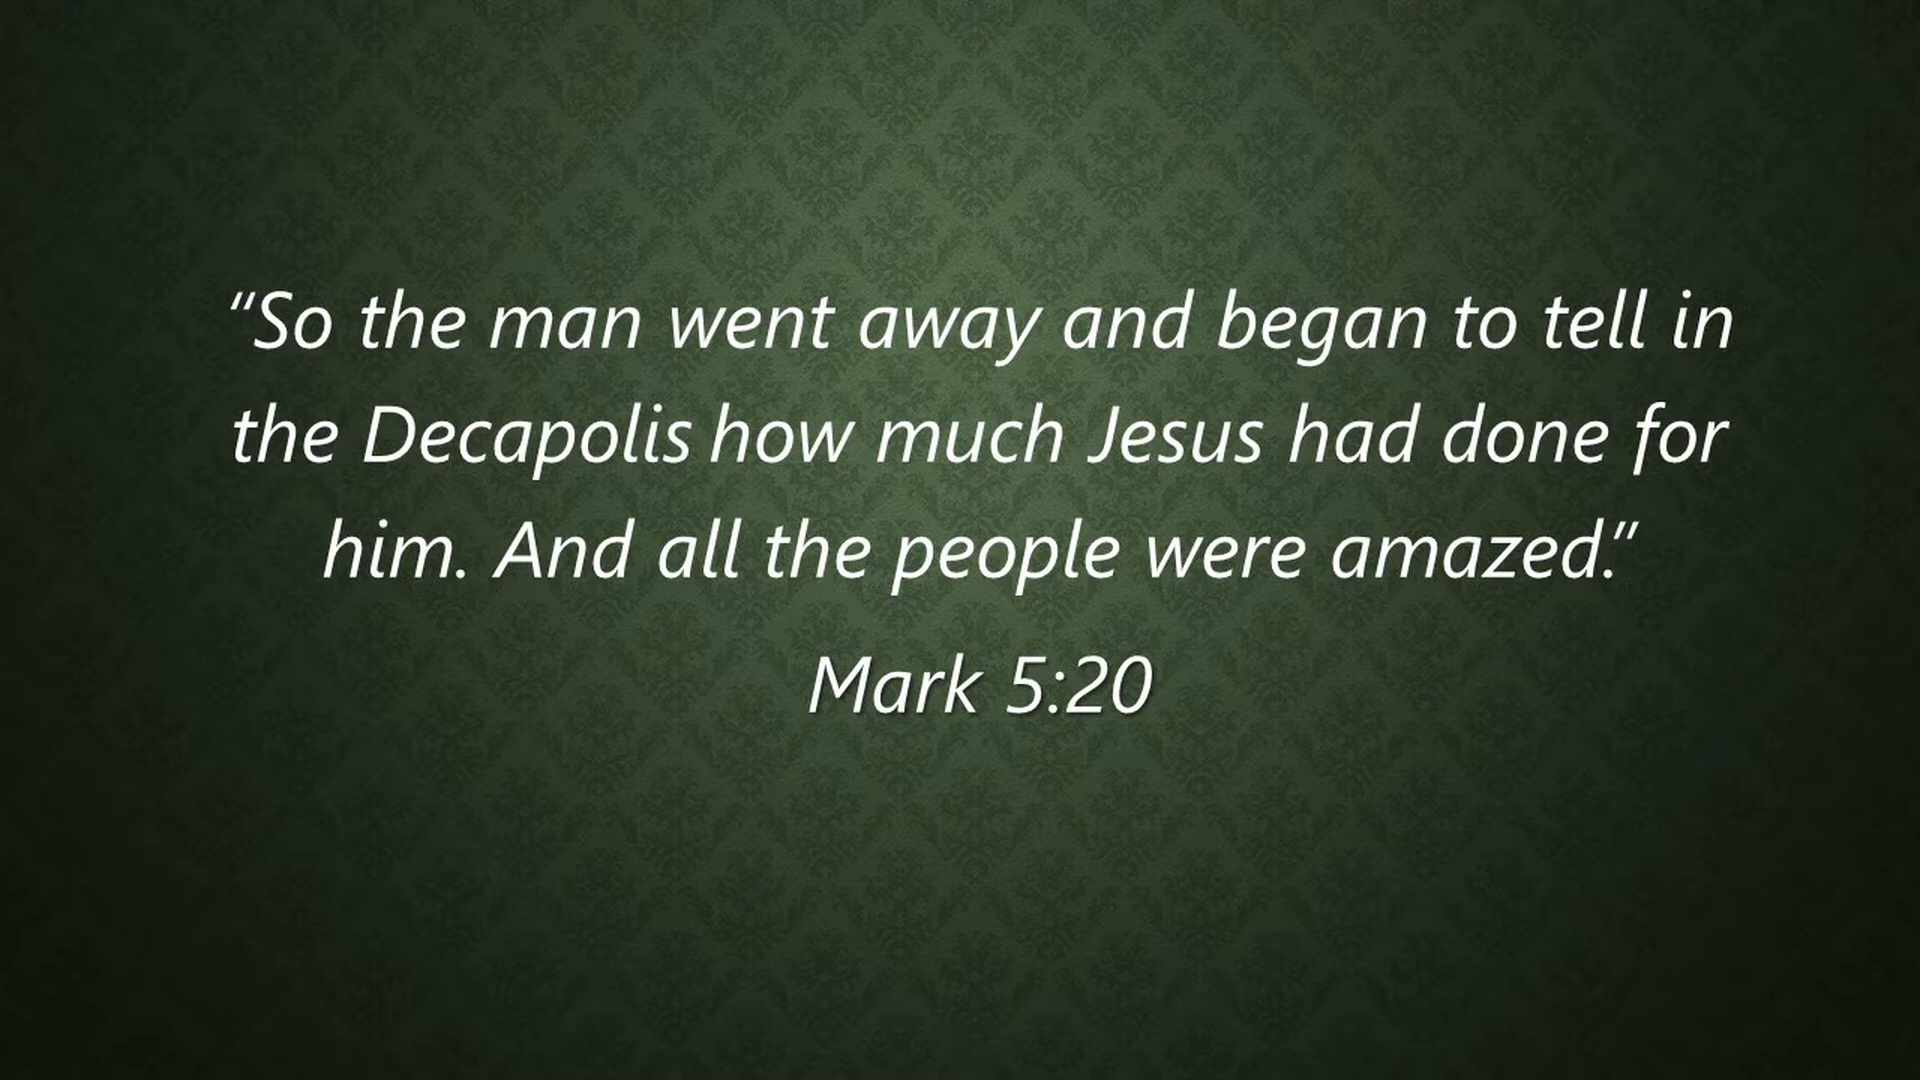 “So the man went away and began to tell in
the Decapolis how much Jesus had done for
him. And all the people were amazed.”
Mark 5:20